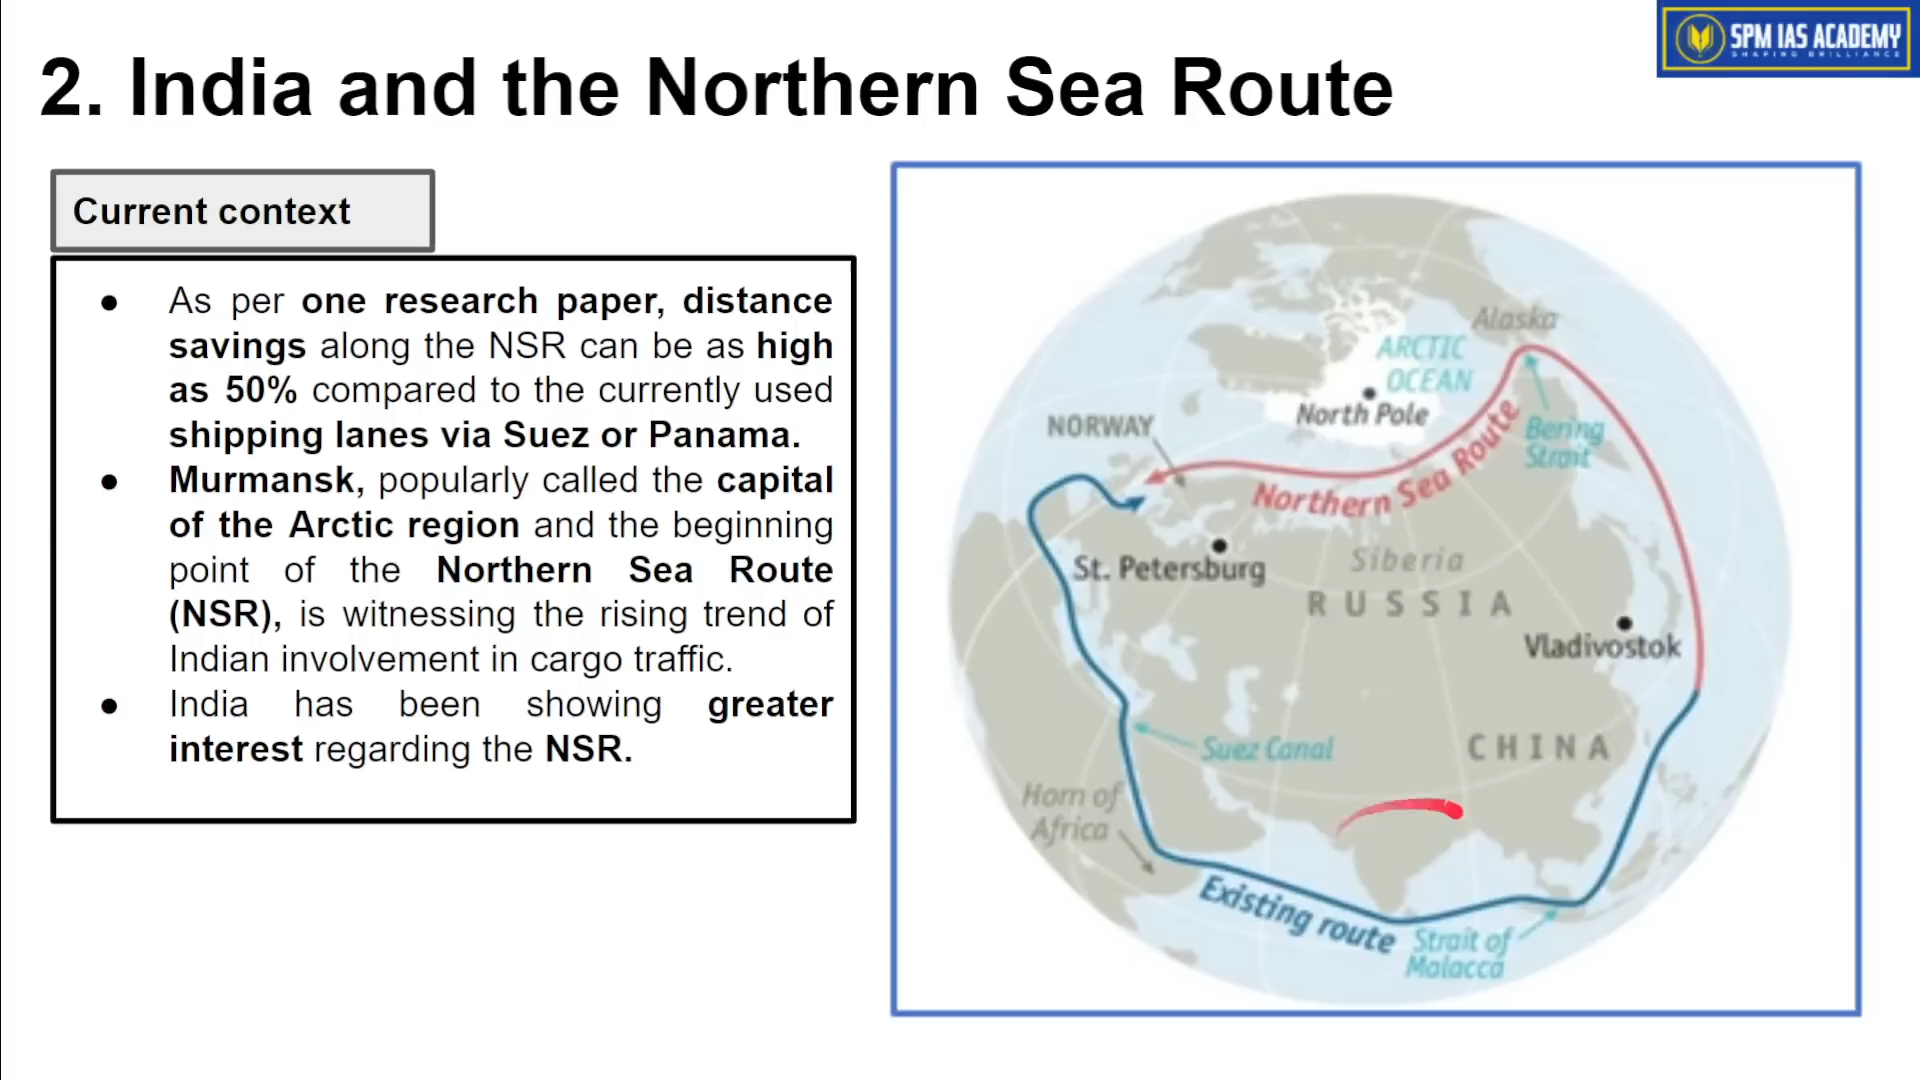 SPM IAS ACADEMY
SHAPING BRILLIANCE
2. India and the Northern Sea Route
Current context
● As per one research paper, distance
savings along the NSR can be as high
as 50% compared to the currently used
shipping lanes via Suez or Panama.
● Murmansk, popularly called the capital
of the Arctic region and the beginning
point of the Northern Sea Route
(NSR), is witnessing the rising trend of
Indian involvement in cargo traffic.
● India has been showing greater
interest regarding the NSR.
Alaska
ARCTIC
OCEAN
North Pole
NORWAY
Bering
Strait
Northern Sea Route
St. Petersburg
Siberia
RUSSIA
Vladivostok
Suez Canal
CHINA
Horn of
Africa
Existing route
Strait of
Malacca